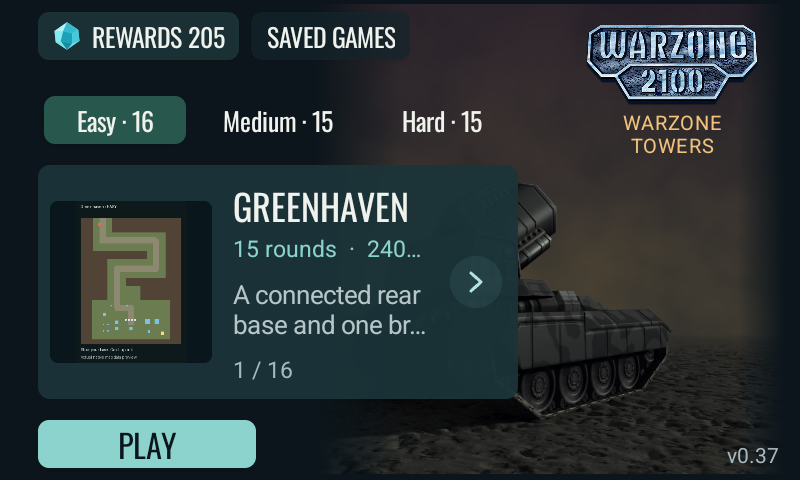 REWARDS 205
SAVED GAMES
WARZONE
2100
WARZONE
TOWERS
Easy · 16
Medium · 15
Hard · 15
GREENHAVEN
15 rounds · 240...
A connected rear
base and one br...
1 / 16
PLAY
v0.37